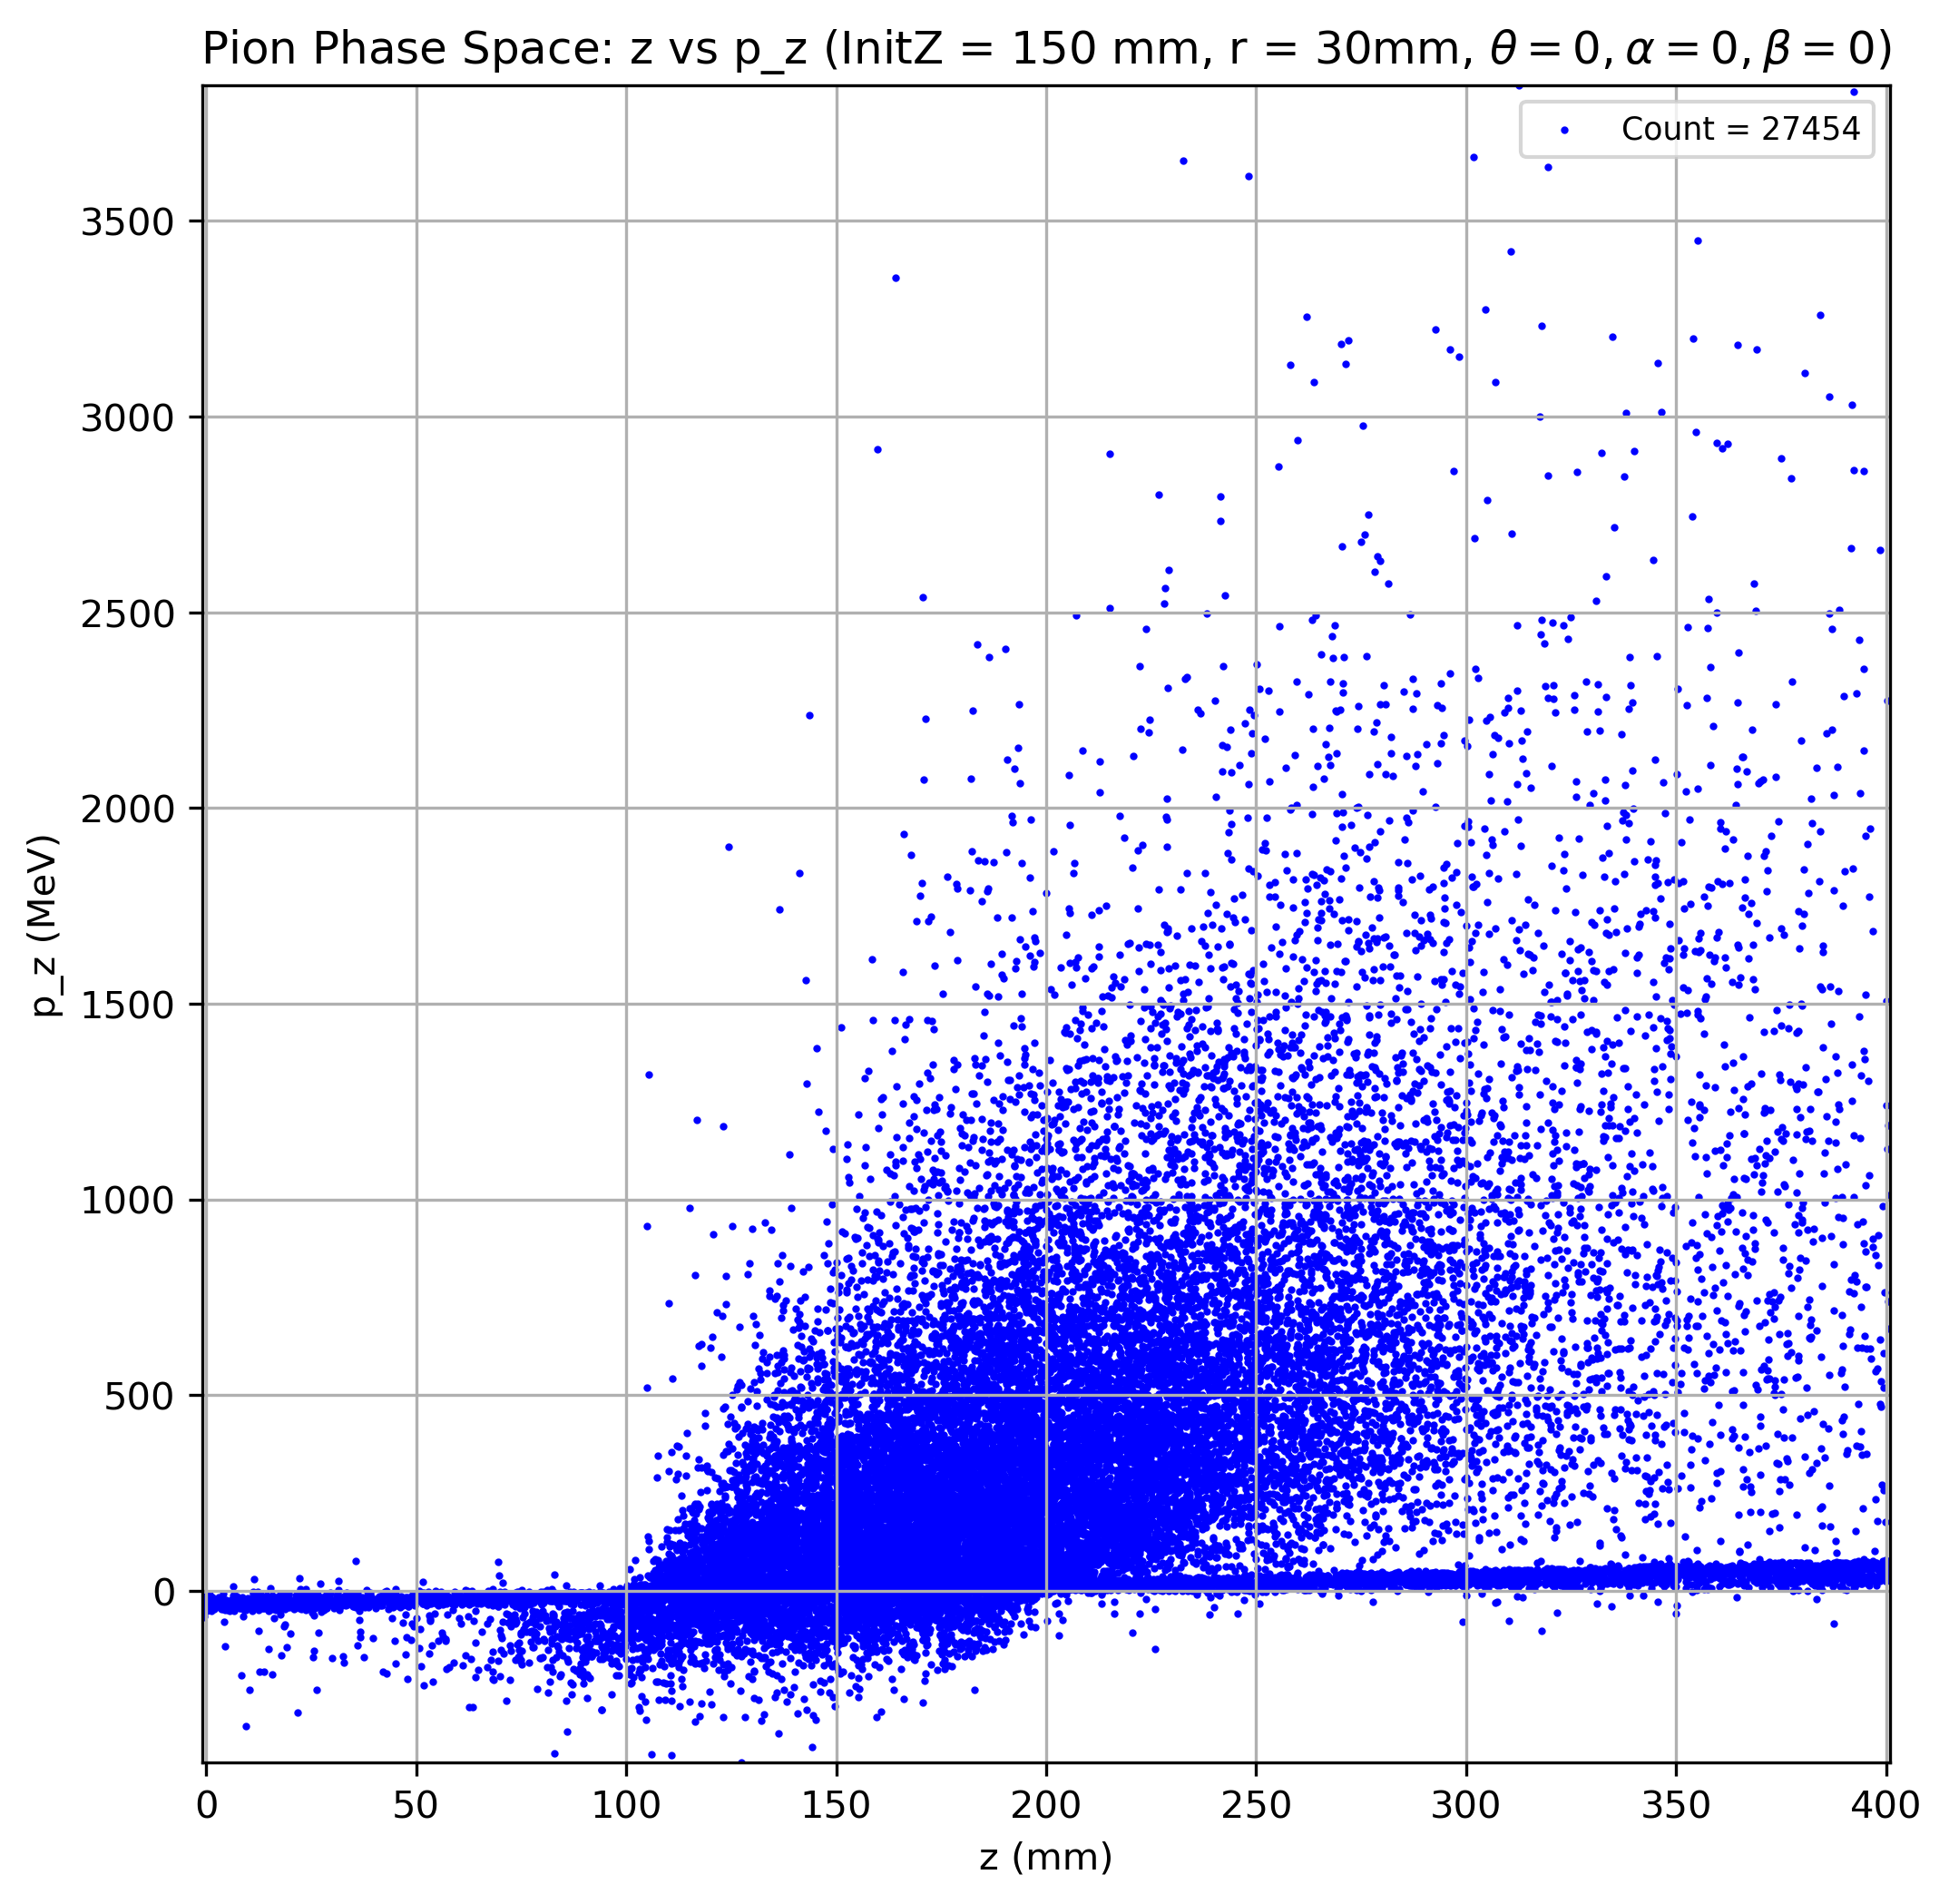 Pion Phase Space: z vs p_z (InitZ = 150 mm, r = 30mm, θ = 0, α = 0, β = 0)
Count = 27454
3500
3000
2500
2000
1500
1000
500
0
p_z (MeV)
0 50 100 150 200 250 300 350 400
z (mm)